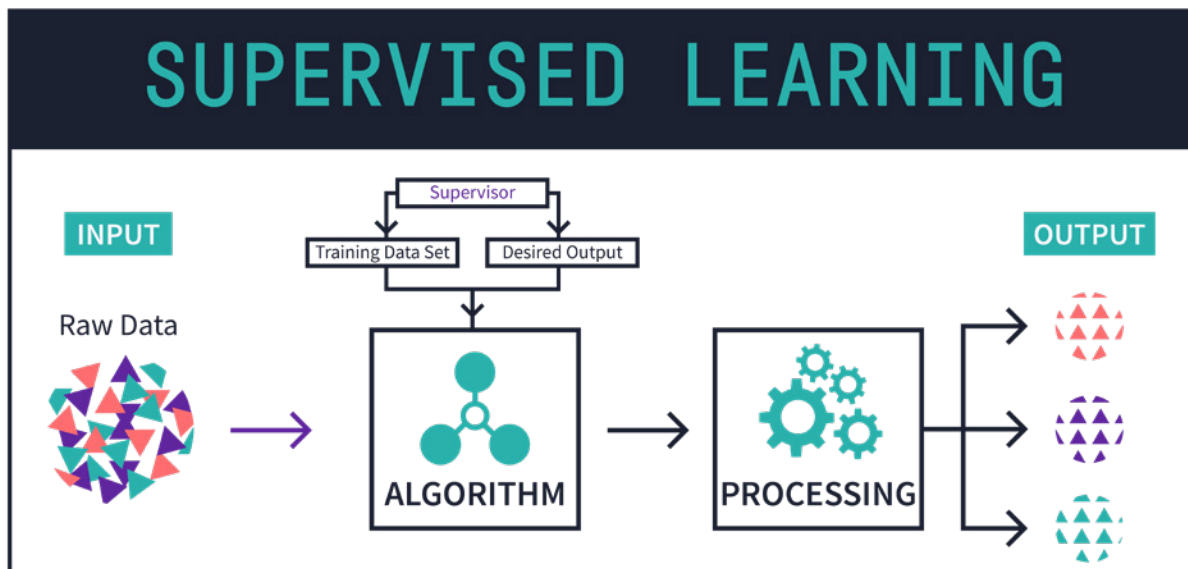 SUPERVISED LEARNING
Supervisor
INPUT
Training Data Set
Desired Output
OUTPUT
Raw Data
ALGORITHM
PROCESSING